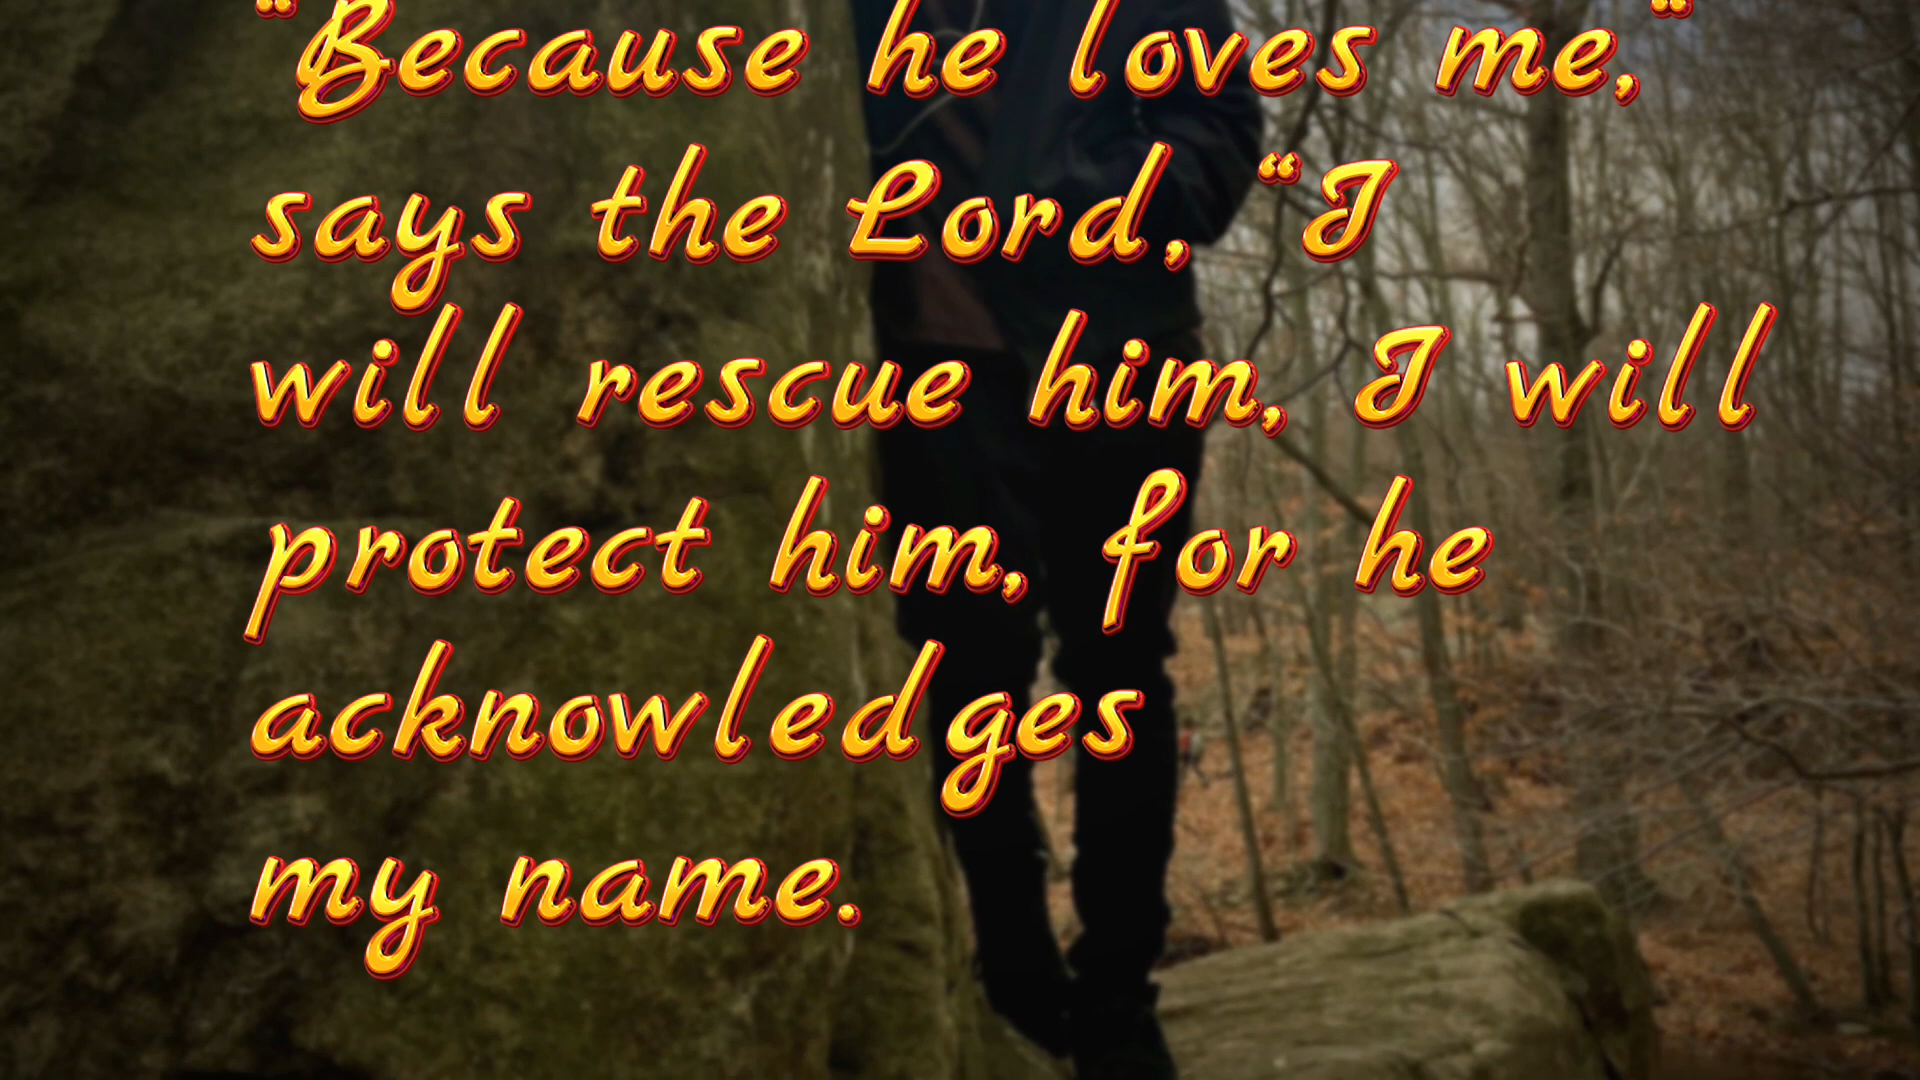 “Because he loves me,”
says the Lord, “I
will rescue him, I will
protect him, for he
acknowledges
my name.